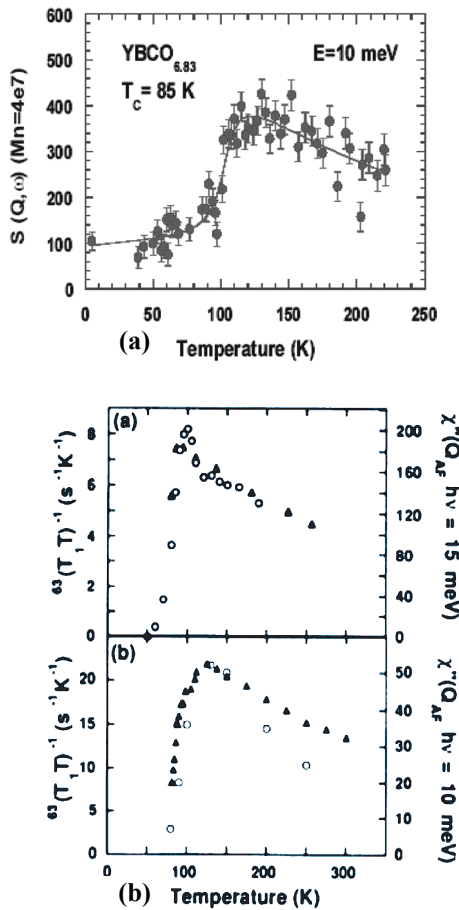 600
500
400
300
200
100
0
S (Q,ω) (Mn=4e7)
YBCO6.83
E=10 meV
TC= 85 K
0 50 100 150 200 250
(a) Temperature (K)
(a)
8
6
4
2
0
63(T1T)-1 (s-1K-1)
200
160
120
80
40
0
χ"(QAF hν = 15 meV)
(b)
20
15
10
5
0
63(T1T)-1 (s-1K-1)
50
40
30
20
10
0
χ"(QAF hν = 10 meV)
0 100 200 300
(b) Temperature (K)